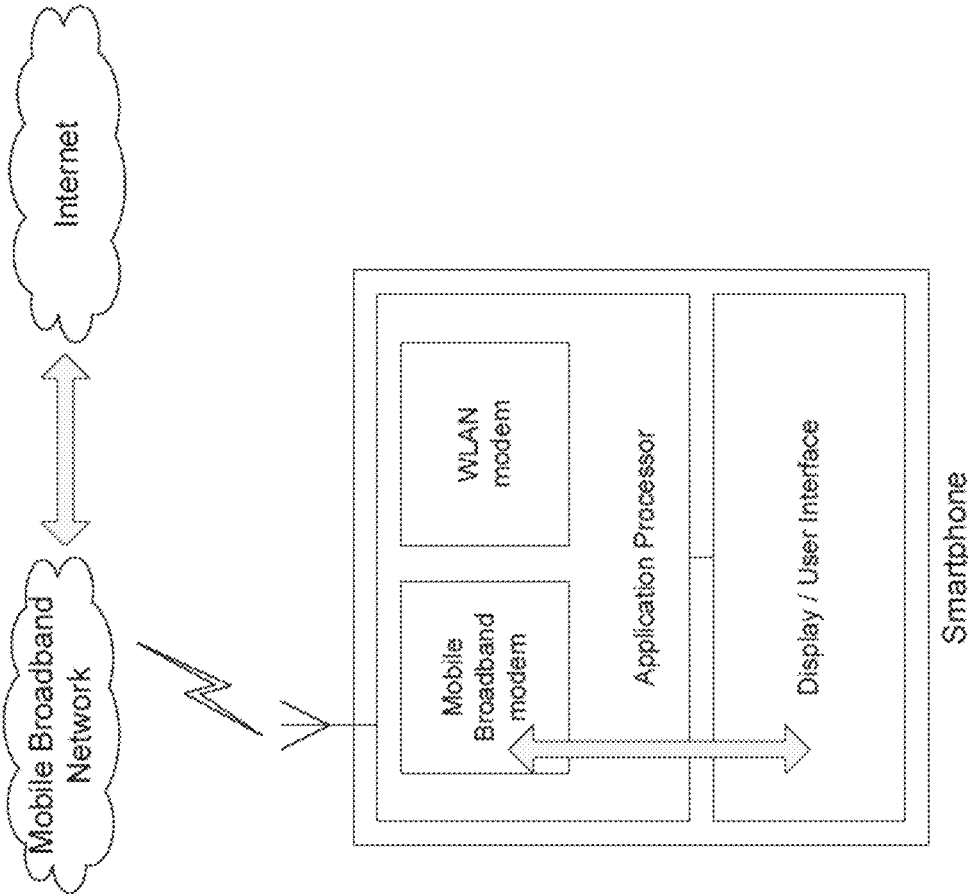 Mobile Broadband
Network
Internet
Mobile
Broadband
modem
WLAN
modem
Application Processor
Display / User Interface
Smartphone